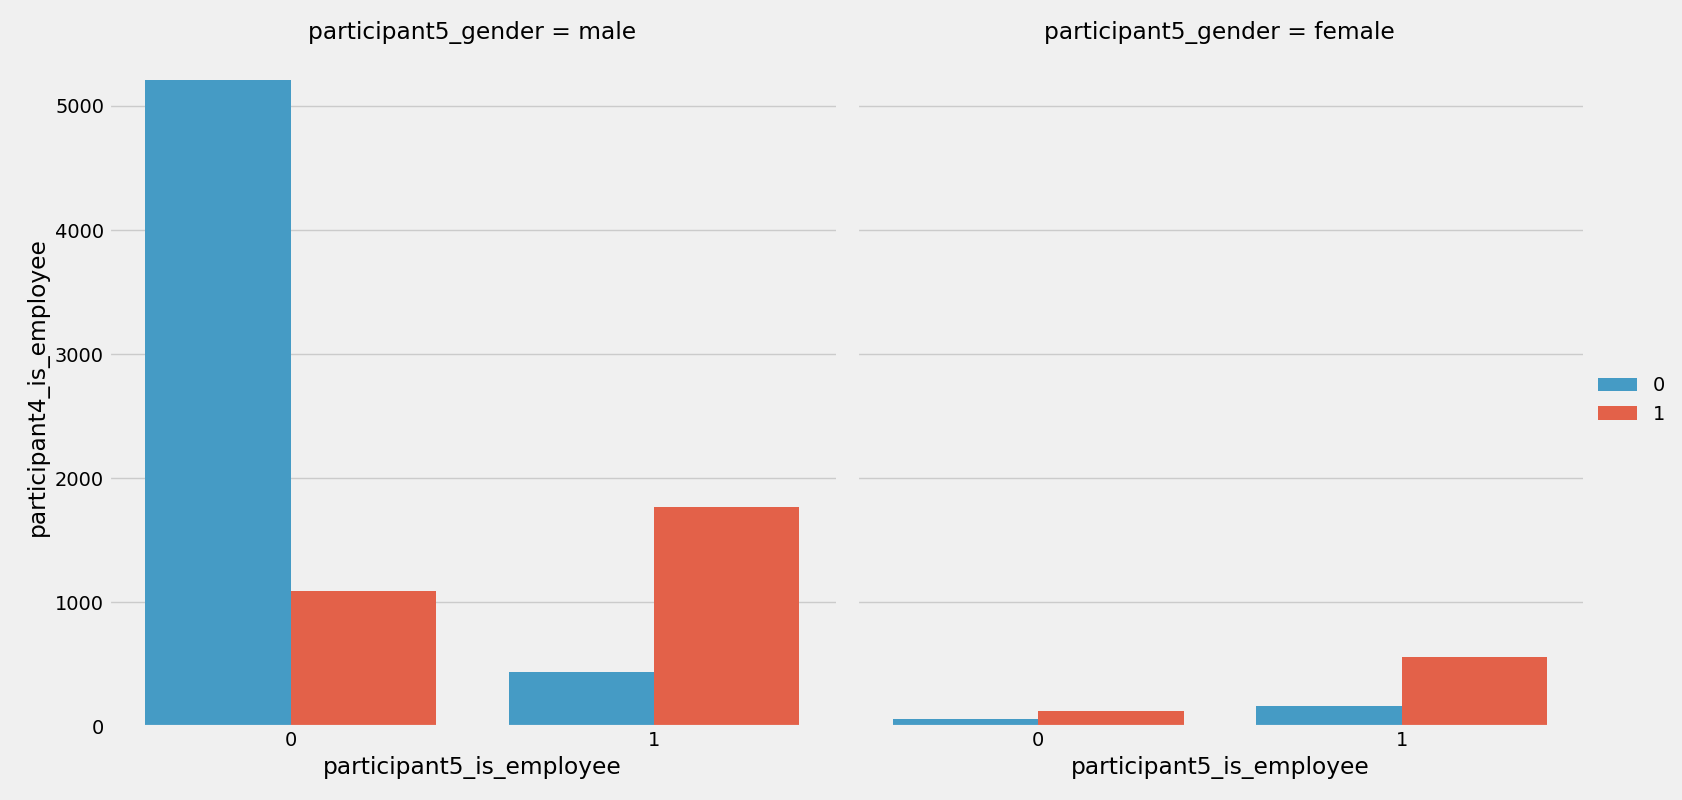 participant5_gender = male
participant5_gender = female
participant4_is_employee
5000
4000
3000
2000
1000
0
0 1
0 1
participant5_is_employee
participant5_is_employee
0
1